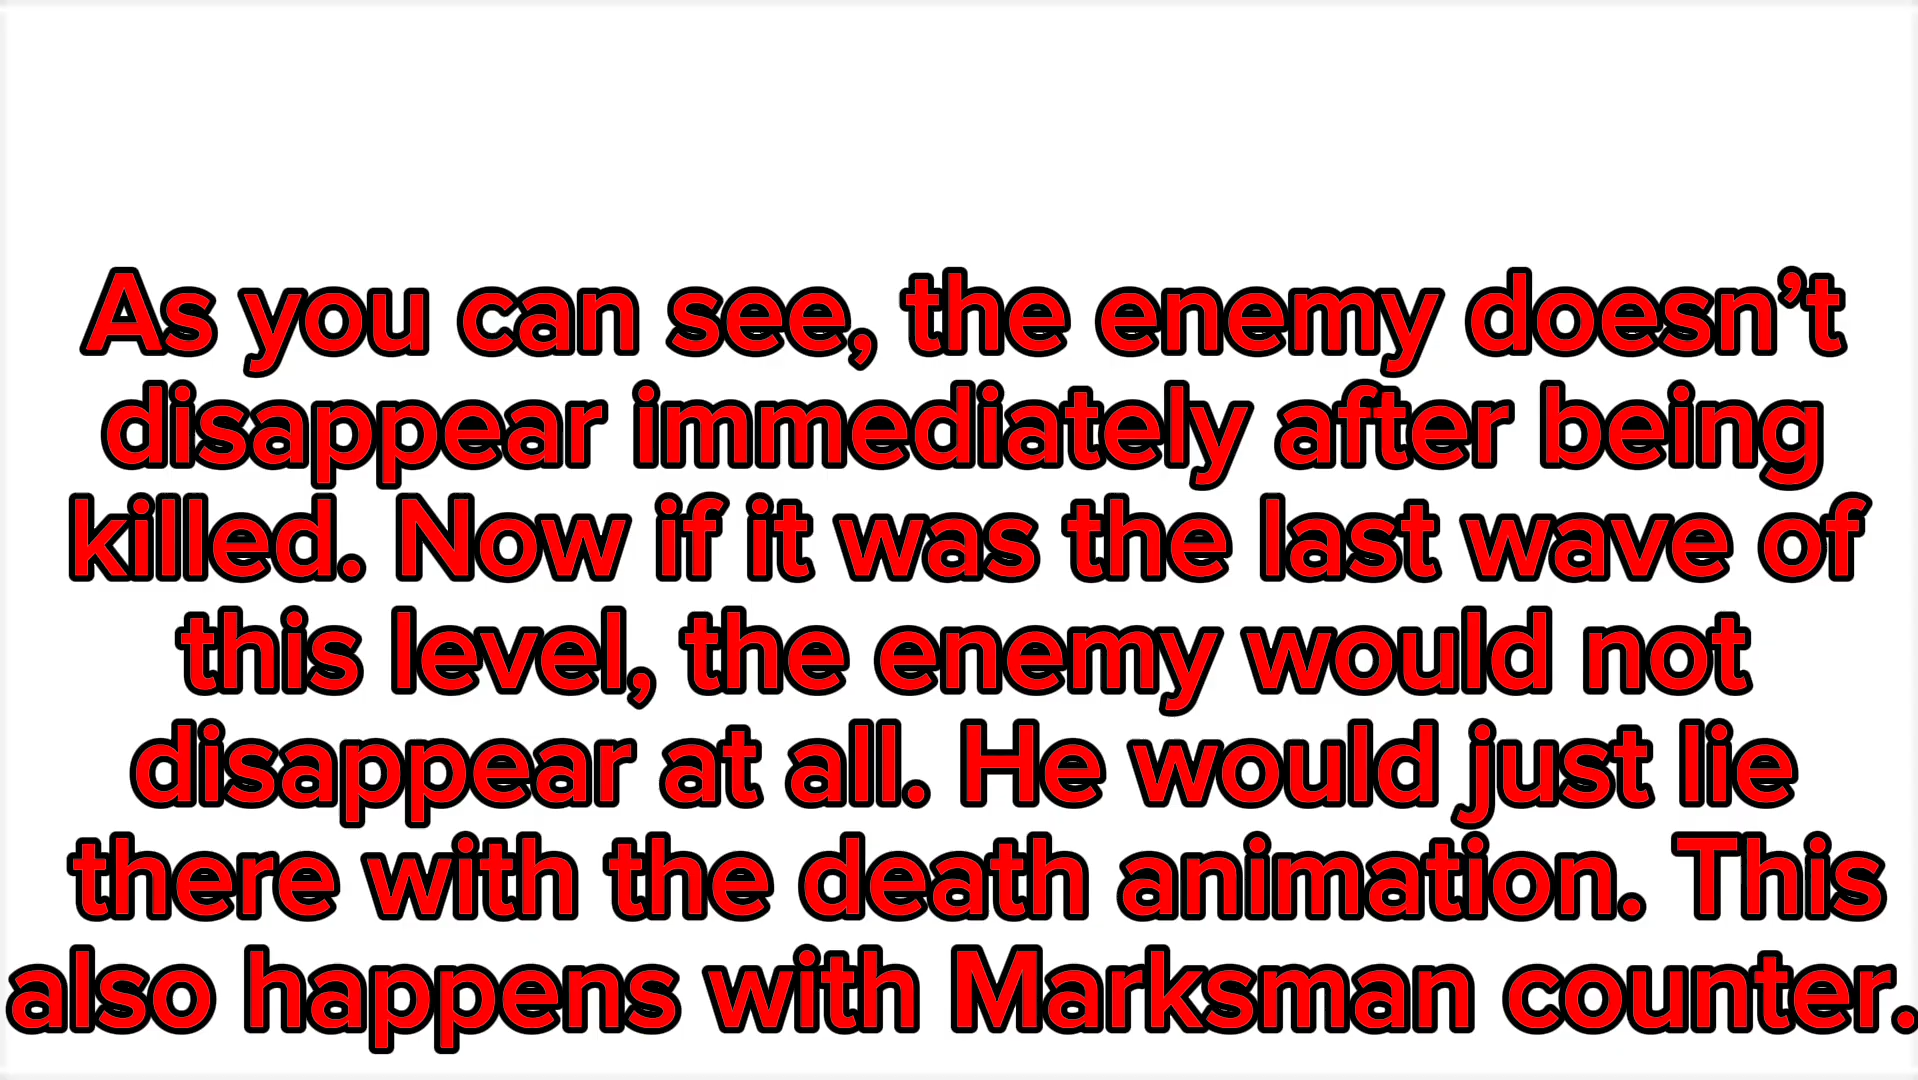 As you can see, the enemy doesn’t
disappear immediately after being
killed. Now if it was the last wave of
this level, the enemy would not
disappear at all. He would just lie
there with the death animation. This
also happens with Marksman counter.